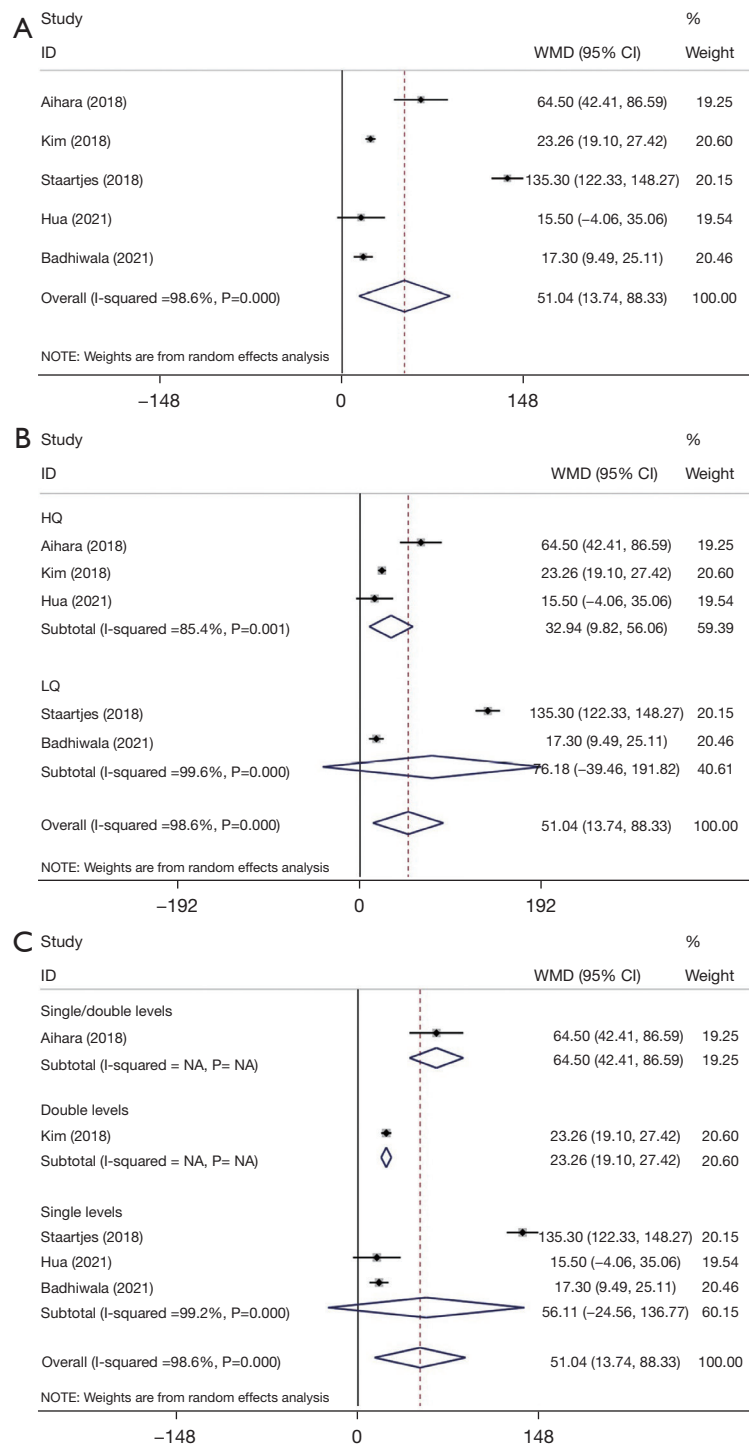 A Study %
ID WMD (95% CI) Weight
Aihara (2018) 64.50 (42.41, 86.59) 19.25
Kim (2018) 23.26 (19.10, 27.42) 20.60
Staartjes (2018) 135.30 (122.33, 148.27) 20.15
Hua (2021) 15.50 (−4.06, 35.06) 19.54
Badhiwala (2021) 17.30 (9.49, 25.11) 20.46
Overall (I-squared =98.6%, P=0.000) 51.04 (13.74, 88.33) 100.00
NOTE: Weights are from random effects analysis
−148 0 148
B Study %
ID WMD (95% CI) Weight
HQ
Aihara (2018) 64.50 (42.41, 86.59) 19.25
Kim (2018) 23.26 (19.10, 27.42) 20.60
Hua (2021) 15.50 (−4.06, 35.06) 19.54
Subtotal (I-squared =85.4%, P=0.001) 32.94 (9.82, 56.06) 59.39
LQ
Staartjes (2018) 135.30 (122.33, 148.27) 20.15
Badhiwala (2021) 17.30 (9.49, 25.11) 20.46
Subtotal (I-squared =99.6%, P=0.000) 76.18 (−39.46, 191.82) 40.61
Overall (I-squared =98.6%, P=0.000) 51.04 (13.74, 88.33) 100.00
NOTE: Weights are from random effects analysis
−192 0 192
C Study %
ID WMD (95% CI) Weight
Single/double levels
Aihara (2018) 64.50 (42.41, 86.59) 19.25
Subtotal (I-squared = NA, P= NA) 64.50 (42.41, 86.59) 19.25
Double levels
Kim (2018) 23.26 (19.10, 27.42) 20.60
Subtotal (I-squared = NA, P= NA) 23.26 (19.10, 27.42) 20.60
Single levels
Staartjes (2018) 135.30 (122.33, 148.27) 20.15
Hua (2021) 15.50 (−4.06, 35.06) 19.54
Badhiwala (2021) 17.30 (9.49, 25.11) 20.46
Subtotal (I-squared =99.2%, P=0.000) 56.11 (−24.56, 136.77) 60.15
Overall (I-squared =98.6%, P=0.000) 51.04 (13.74, 88.33) 100.00
NOTE: Weights are from random effects analysis
−148 0 148